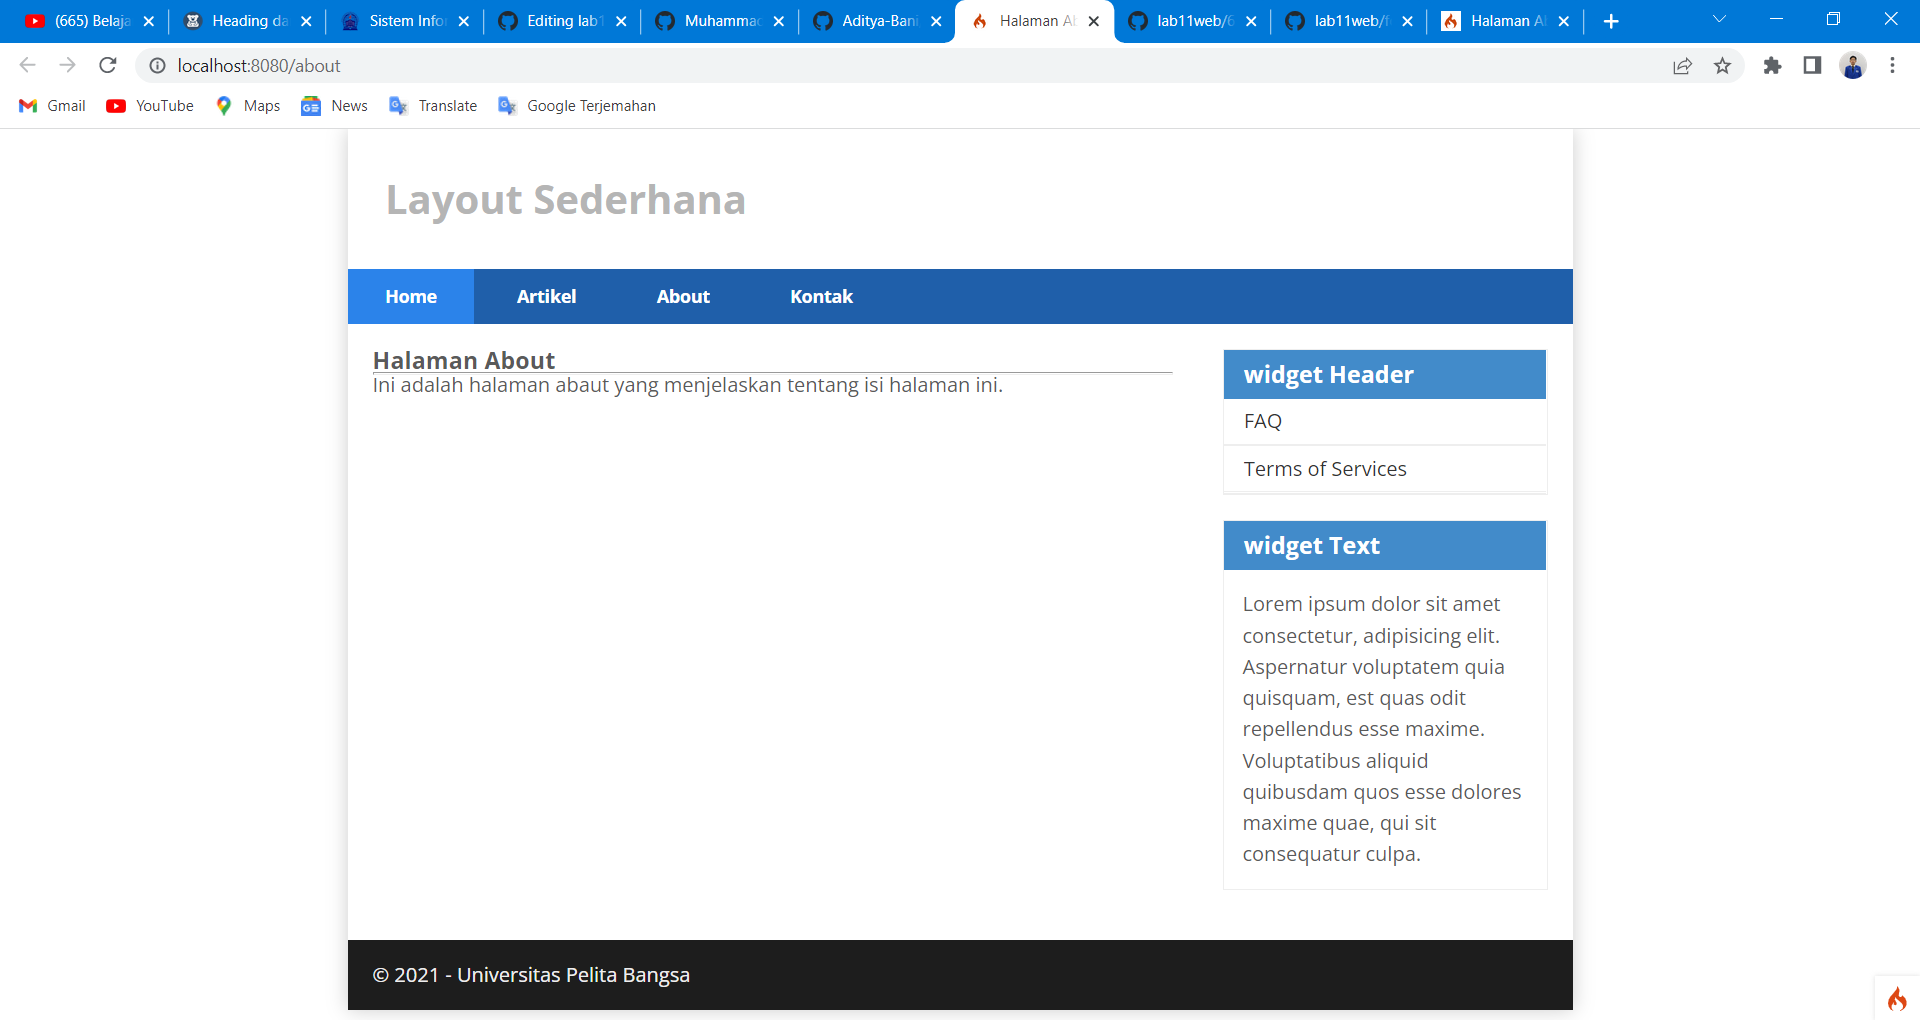 (665) Belaja
Heading da
Sistem Info
Editing lab1
Muhammad
Aditya-Bani
Halaman Ab
lab11web/6
lab11web/f
Halaman Al
localhost:8080/about
Gmail
YouTube
Maps
News
Translate
Google Terjemahan
Layout Sederhana
Home
Artikel
About
Kontak
Halaman About
Ini adalah halaman abaut yang menjelaskan tentang isi halaman ini.
widget Header
FAQ
Terms of Services
widget Text
Lorem ipsum dolor sit amet
consectetur, adipisicing elit.
Aspernatur voluptatem quia
quisquam, est quas odit
repellendus esse maxime.
Voluptatibus aliquid
quibusdam quos esse dolores
maxime quae, qui sit
consequatur culpa.
© 2021 - Universitas Pelita Bangsa